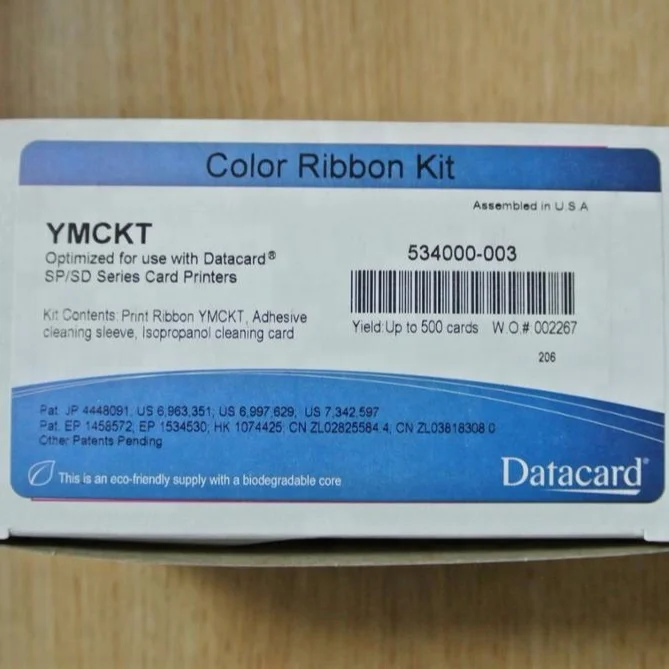 Color Ribbon Kit
Assembled in U.S.A
YMCKT
Optimized for use with Datacard®
SP/SD Series Card Printers
534000-003
Kit Contents: Print Ribbon YMCKT, Adhesive
cleaning sleeve, Isopropanol cleaning card
Yield:Up to 500 cards W.O.# 002267
206
Pat. JP 4448091, US 6,963,351; US 6,997,629, US 7,342,597
Pat. EP 1458572; EP 1534530; HK 1074425; CN ZL02825584.4; CN ZL03818308.0
Other Patents Pending
This is an eco-friendly supply with a biodegradable core
Datacard®